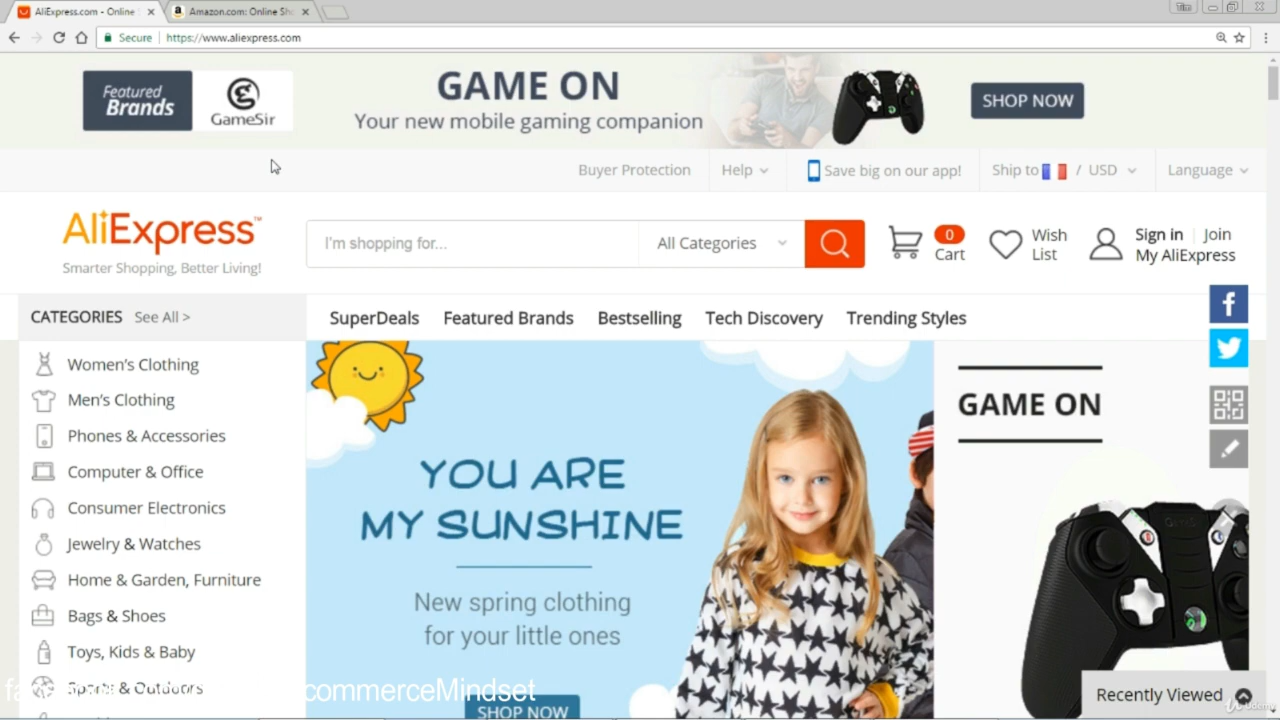 AliExpress.com - Online
Amazon.com: Online Sho
Secure
https://www.aliexpress.com
Featured
Brands
GameSir
GAME ON
Your new mobile gaming companion
SHOP NOW
Buyer Protection
Help
Save big on our app!
Ship to / USD
Language
AliExpress™
Smarter Shopping, Better Living!
I'm shopping for...
All Categories
0
Cart
Wish
List
Sign in | Join
My AliExpress
CATEGORIES See All >
SuperDeals
Featured Brands
Bestselling
Tech Discovery
Trending Styles
Women's Clothing
Men's Clothing
Phones & Accessories
Computer & Office
Consumer Electronics
Jewelry & Watches
Home & Garden, Furniture
Bags & Shoes
Toys, Kids & Baby
Sports & Outdoors
YOU ARE
MY SUNSHINE
New spring clothing
for your little ones
SHOP NOW
GAME ON
commerceMindset
Recently Viewed
Udemy